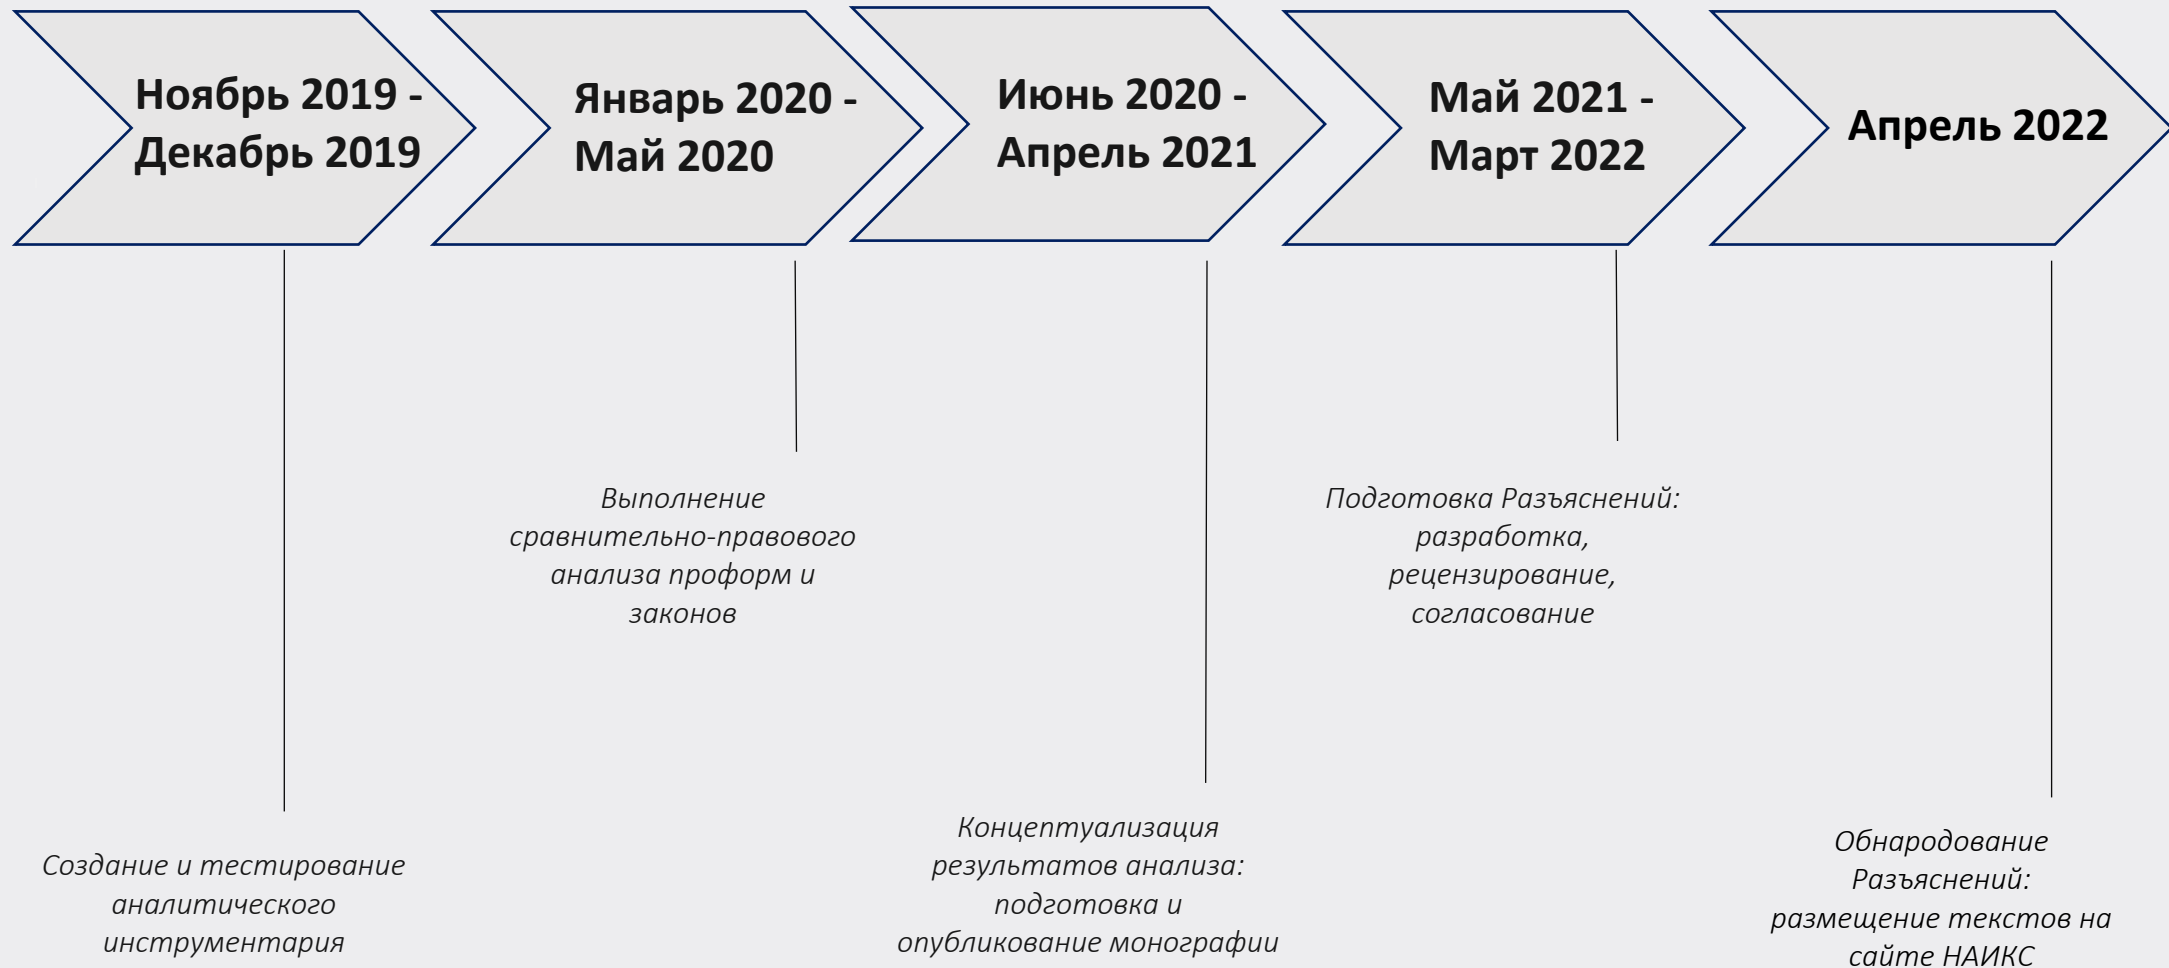 Ноябрь 2019 -
Декабрь 2019
Январь 2020 -
Май 2020
Июнь 2020 -
Апрель 2021
Май 2021 -
Март 2022
Апрель 2022
Создание и тестирование
аналитического
инструментария
Выполнение
сравнительно-правового
анализа проформ и
законов
Концептуализация
результатов анализа:
подготовка и
опубликование монографии
Подготовка Разъяснений:
разработка,
рецензирование,
согласование
Обнародование
Разъяснений:
размещение текстов на
сайте НАИКС